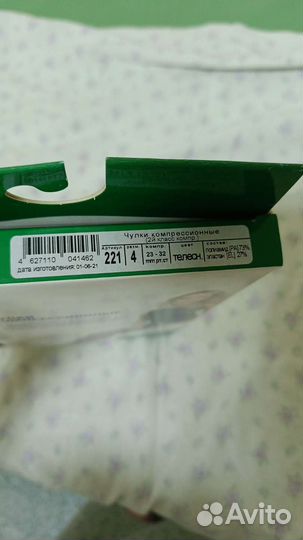 Чулки компрессионные
(2й класс компр.)
4 627110 041462
дата изготовления: 01-06-21
артикул разм. компр. цвет состав
221 4 23 - 32 mm рт.ст телесн. полиамид [PA]73%
эластан [EL] 27%
Avito